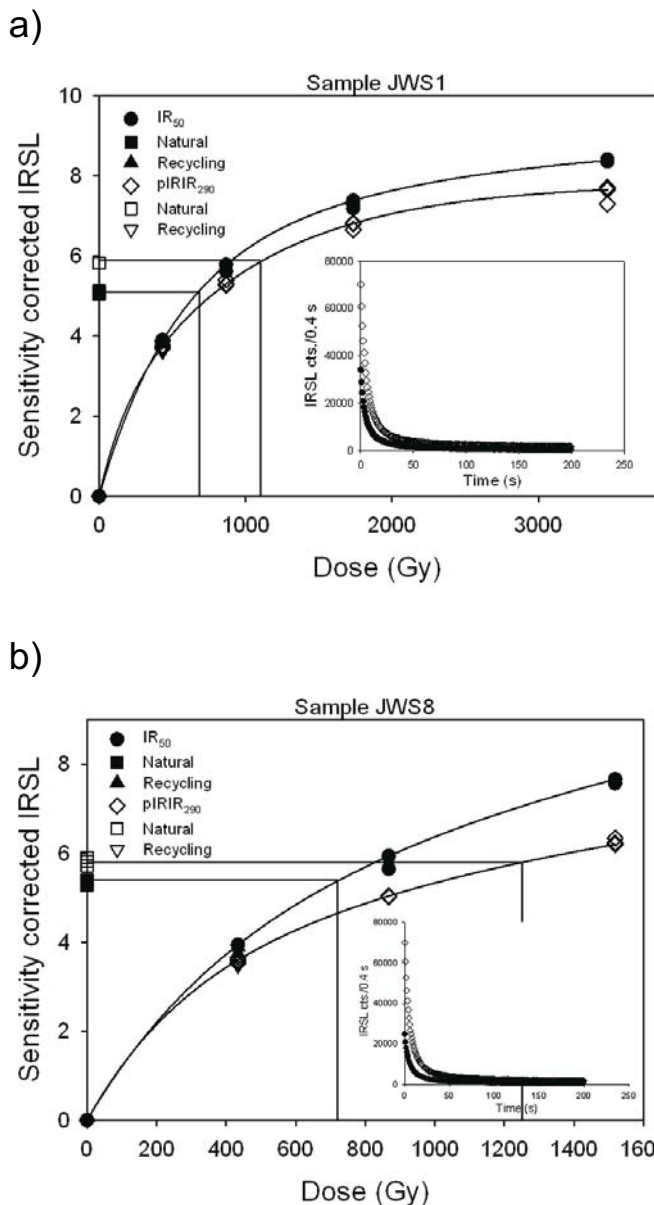 a)
Sample JWS1
10
8
6
4
2
0
Sensitivity corrected IRSL
IR50
Natural
Recycling
pIRIR290
Natural
Recycling
80000
60000
40000
20000
0
IRSL cts./0.4 s
0 50 100 150 200 250
Time (s)
0 1000 2000 3000
Dose (Gy)
b)
Sample JWS8
8
6
4
2
0
Sensitivity corrected IRSL
IR50
Natural
Recycling
pIRIR290
Natural
Recycling
80000
60000
40000
20000
0
IRSL cts./0.4 s
0 50 100 150 200 250
Time (s)
0 200 400 600 800 1000 1200 1400 160
Dose (Gy)